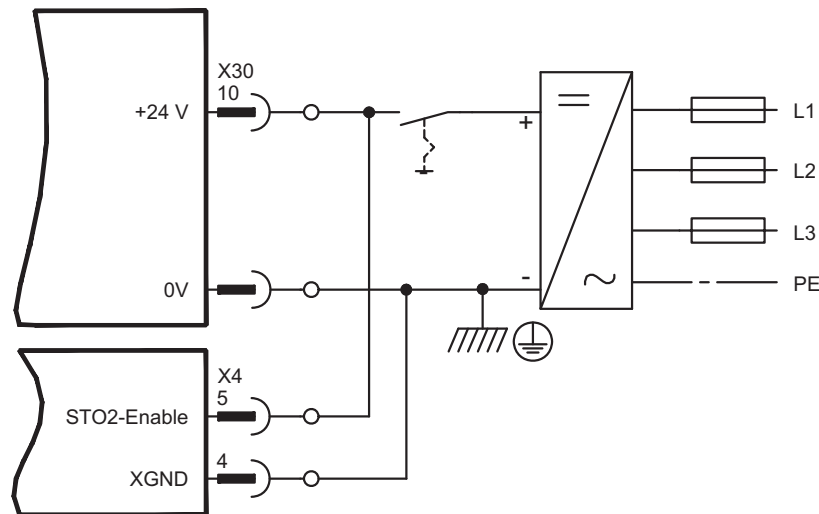 X30
10
+24 V
+
L1
L2
L3
-
PE
0V
X4
5
STO2-Enable
4
XGND